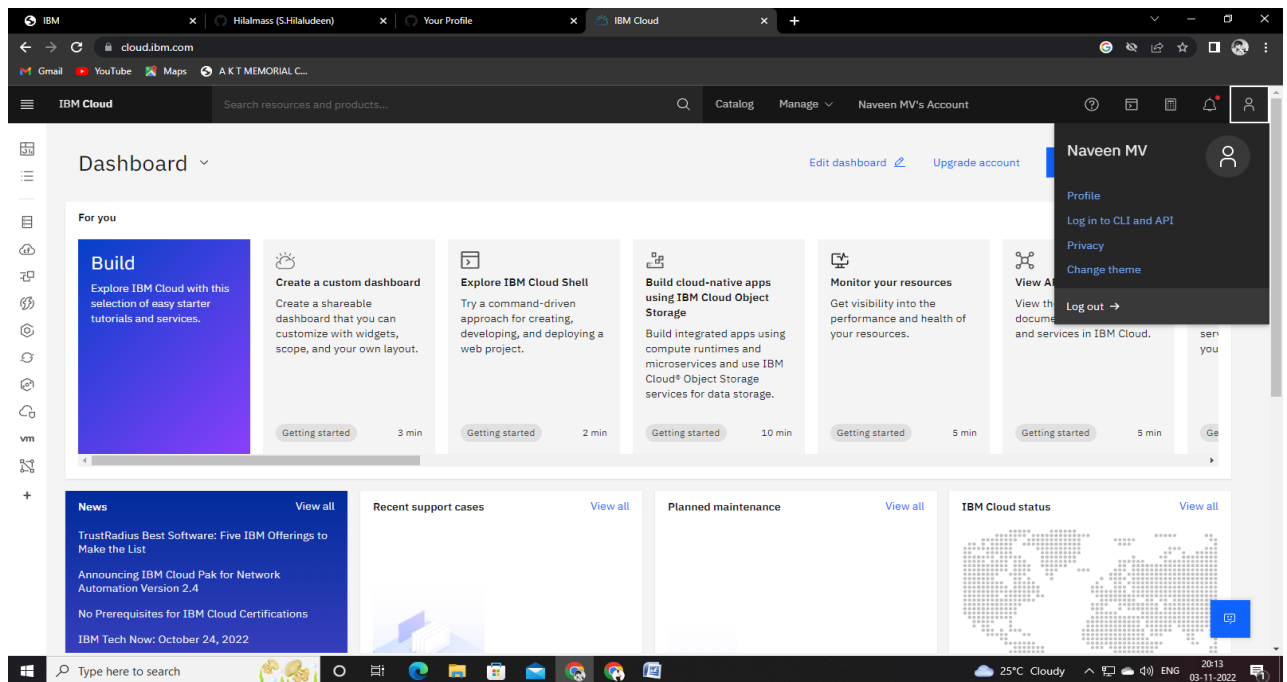 IBM
Hilalmass (S.Hilaludeen)
Your Profile
IBM Cloud
cloud.ibm.com
Gmail
YouTube
Maps
A K T MEMORIAL C...
IBM Cloud
Search resources and products...
Catalog
Manage
Naveen MV's Account
Dashboard
Edit dashboard
Upgrade account
Naveen MV
Profile
Log in to CLI and API
Privacy
Change theme
Log out →
For you
Build
Explore IBM Cloud with this
selection of easy starter
tutorials and services.
Create a custom dashboard
Create a shareable
dashboard that you can
customize with widgets,
scope, and your own layout.
Getting started 3 min
Explore IBM Cloud Shell
Try a command-driven
approach for creating,
developing, and deploying a
web project.
Getting started 2 min
Build cloud-native apps
using IBM Cloud Object
Storage
Build integrated apps using
compute runtimes and
microservices and use IBM
Cloud® Object Storage
services for data storage.
Getting started 10 min
Monitor your resources
Get visibility into the
performance and health of
your resources.
Getting started 5 min
View
View
and services in IBM Cloud.
Getting started 5 min
you
vm
News View all
TrustRadius Best Software: Five IBM Offerings to
Make the List
Announcing IBM Cloud Pak for Network
Automation Version 2.4
No Prerequisites for IBM Cloud Certifications
IBM Tech Now: October 24, 2022
Recent support cases View all
Planned maintenance View all
IBM Cloud status View all
Type here to search
25°C Cloudy
ENG
20:13
03-11-2022